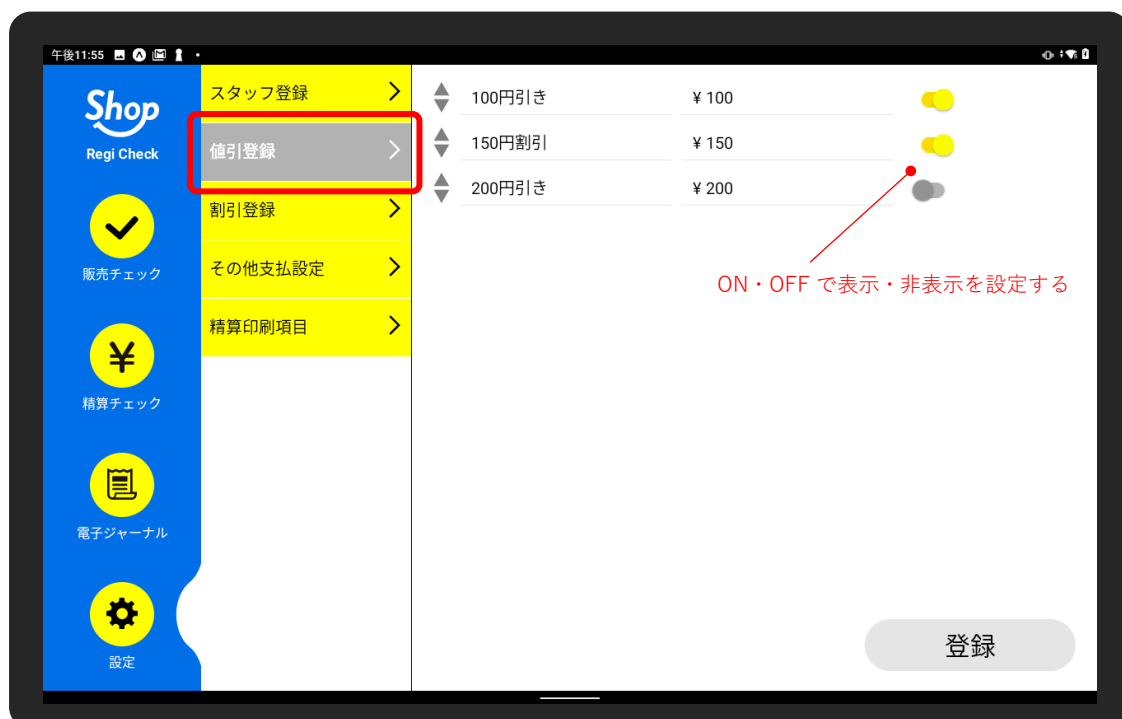 午後11:55
Shop
Regi Check
販売チェック
精算チェック
電子ジャーナル
設定
スタッフ登録
値引登録
割引登録
その他支払設定
精算印刷項目
100円引き ¥ 100
150円割引 ¥ 150
200円引き ¥ 200
ON・OFF で表示・非表示を設定する
登録